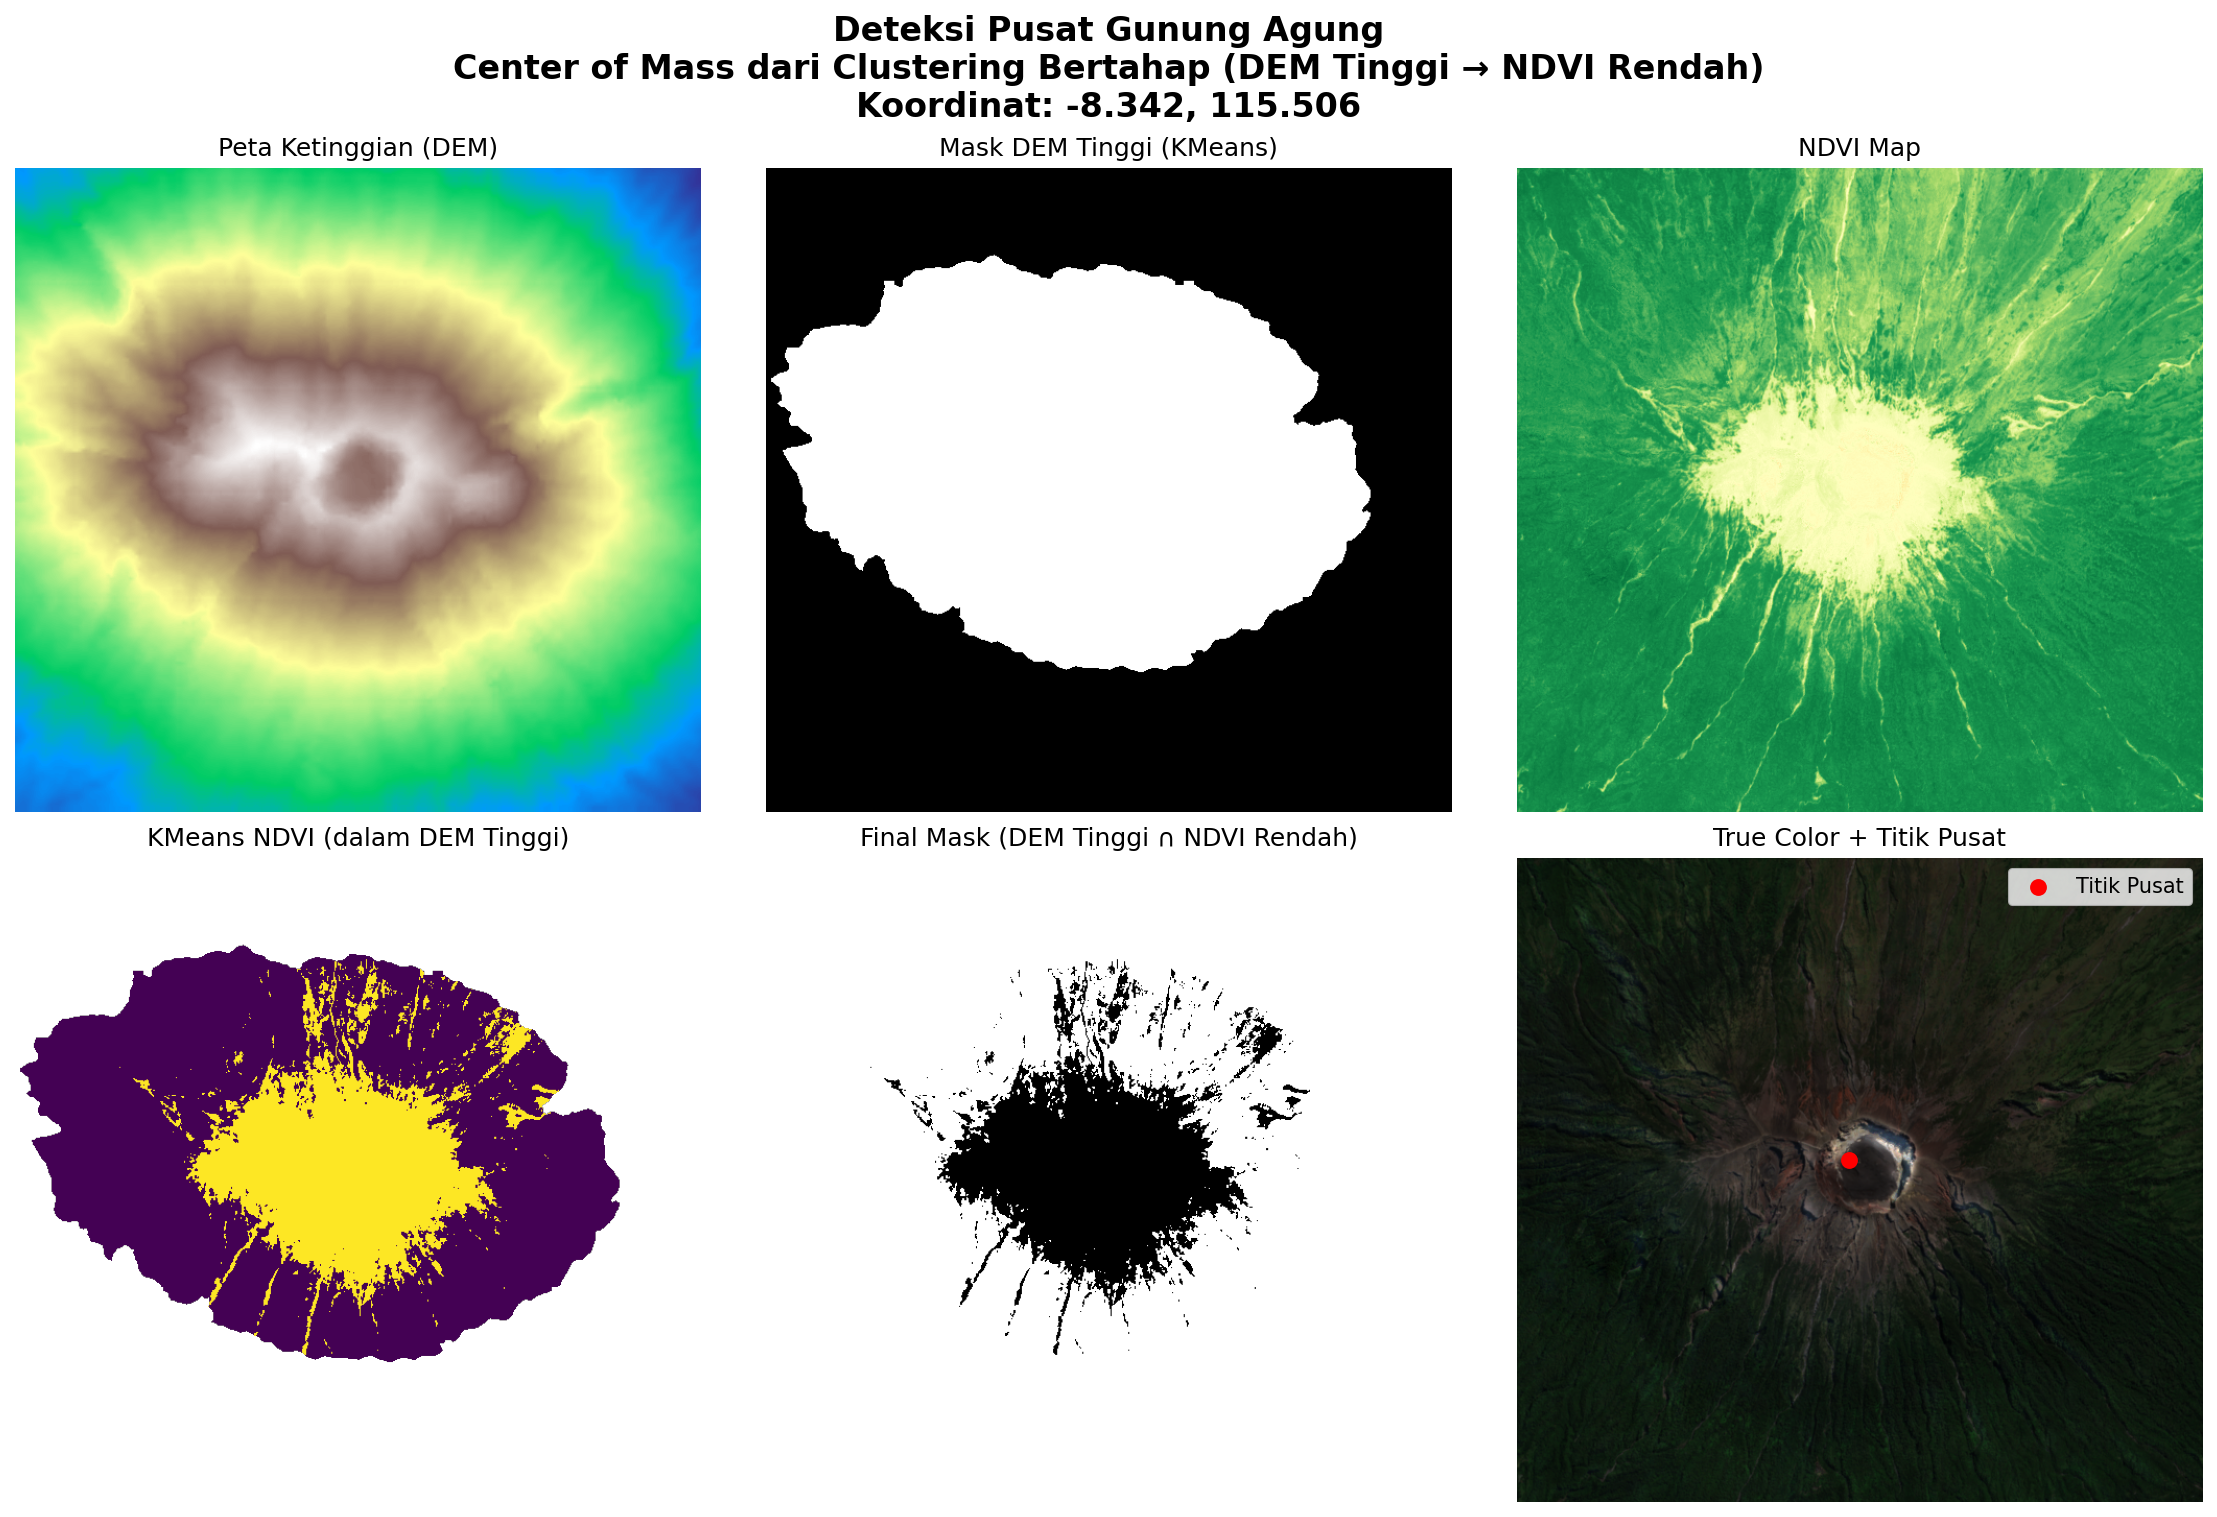 Deteksi Pusat Gunung Agung
Center of Mass dari Clustering Bertahap (DEM Tinggi → NDVI Rendah)
Koordinat: -8.342, 115.506
Peta Ketinggian (DEM)
Mask DEM Tinggi (KMeans)
NDVI Map
KMeans NDVI (dalam DEM Tinggi)
Final Mask (DEM Tinggi ∩ NDVI Rendah)
True Color + Titik Pusat
Titik Pusat